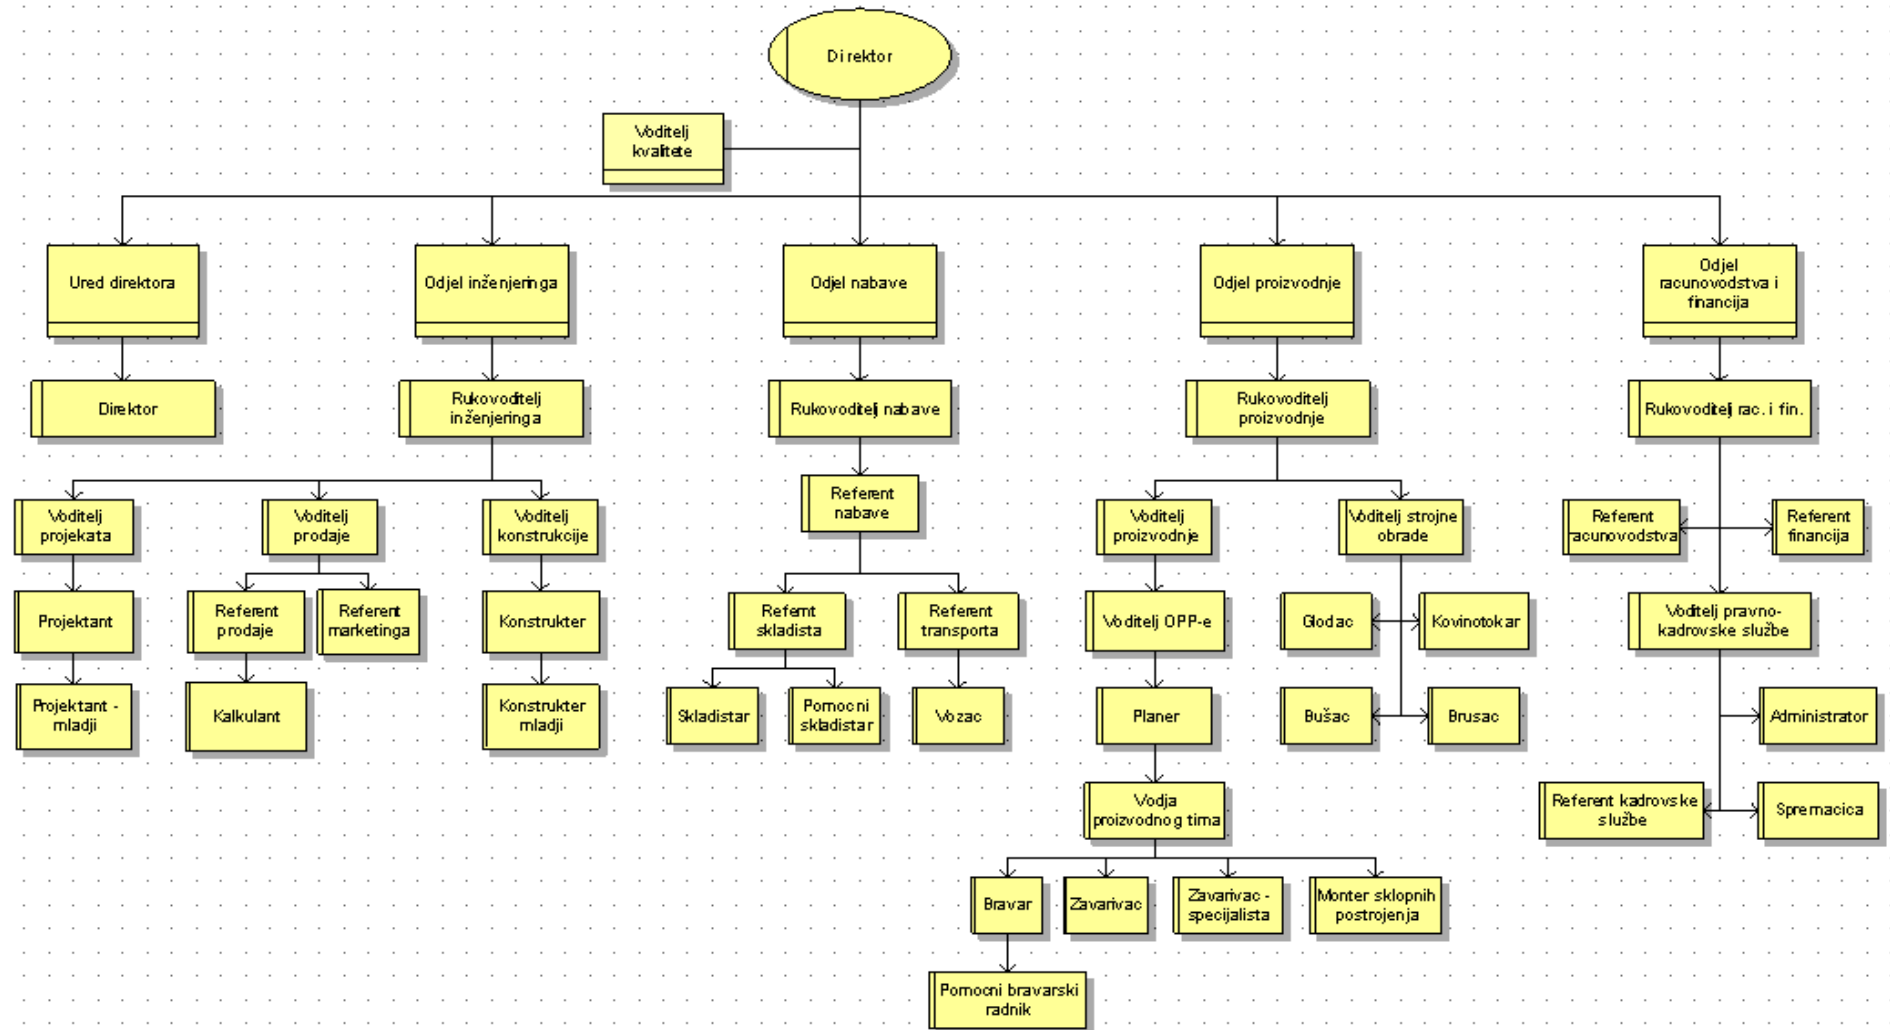 Direktor
Voditelj
kvalitete
Ured direktora
Odjel inženjeringa
Odjel nabave
Odjel proizvodnje
Odjel
racunovodstva i
financija
Direktor
Rukovoditelj
inženjeringa
Rukovoditelj nabave
Rukovoditelj
proizvodnje
Rukovoditelj rac. i fin.
Voditelj
projekata
Voditelj
prodaje
Voditelj
konstrukcije
Referent
nabave
Voditelj
proizvodnje
Voditelj strojne
obrade
Referent
racunovodstva
Referent
financija
Projektant
Referent
prodaje
Referent
marketinga
Konstrukter
Refernt
skladista
Referent
transporta
Voditelj OPP-e
Glodac
Kovinotokar
Voditelj pravno-
kadrovske službe
Projektant -
mladji
Kalkulant
Konstrukter
mladji
Skladistar
Pomocni
skladistar
Vozac
Planer
Bušac
Brusac
Administrator
Vodja
proizvodnog tima
Referent kadrovske
službe
Spremacica
Bravar
Zavarivac
Zavarivac -
specijalista
Monter sklopnih
postrojenja
Pomocni bravarski
radnik